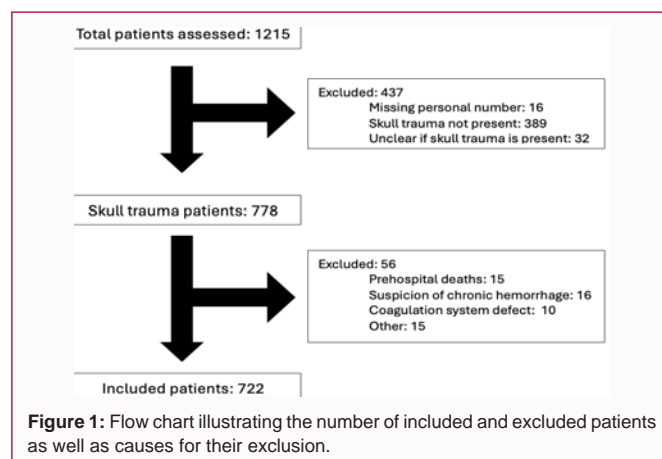 Total patients assessed: 1215
Excluded: 437
Missing personal number: 16
Skull trauma not present: 389
Unclear if skull trauma is present: 32
Skull trauma patients: 778
Excluded: 56
Prehospital deaths: 15
Suspicion of chronic hemorrhage: 16
Coagulation system defect: 10
Other: 15
Included patients: 722
Figure 1: Flow chart illustrating the number of included and excluded patients
as well as causes for their exclusion.